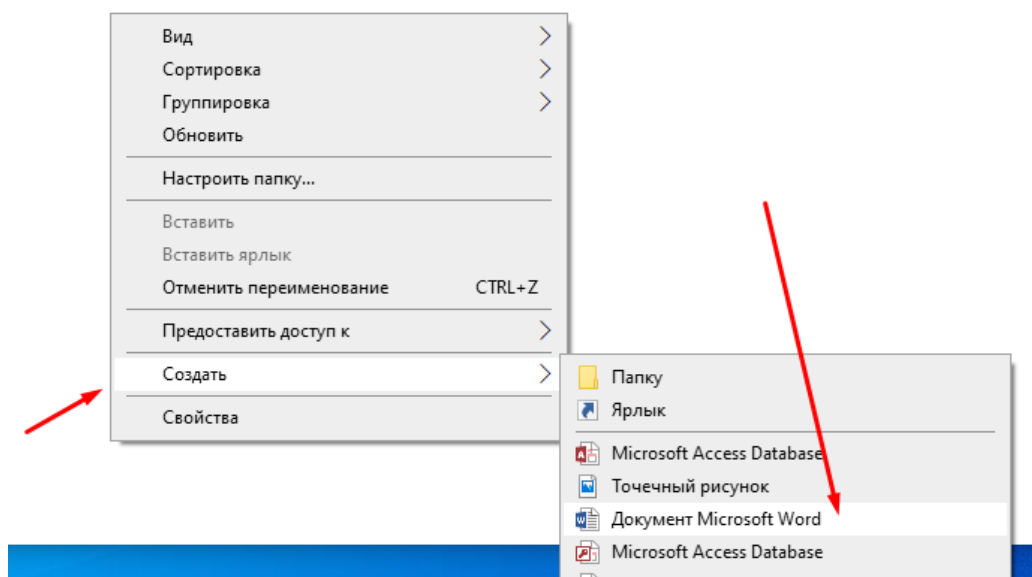 Вид
Сортировка
Группировка
Обновить
Настроить папку...
Вставить
Вставить ярлык
Отменить переименование CTRL+Z
Предоставить доступ к
Создать
Свойства
Папку
Ярлык
Microsoft Access Database
Точечный рисунок
Документ Microsoft Word
Microsoft Access Database